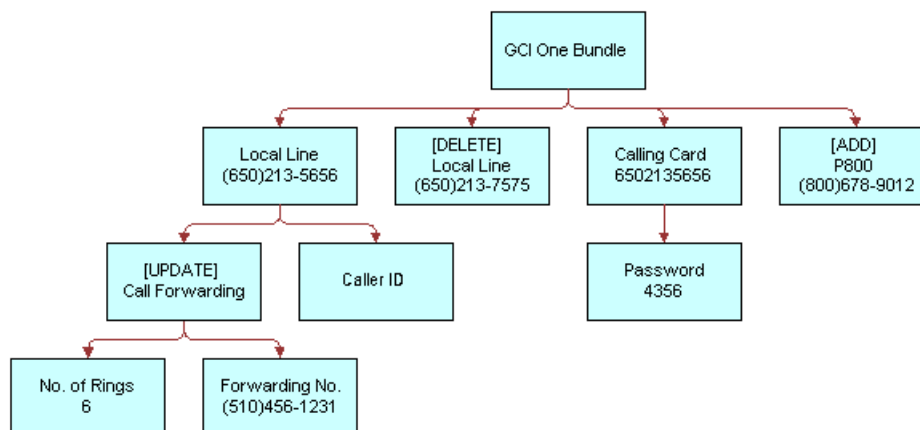 GCI One Bundle
Local Line
(650)213-5656
[DELETE]
Local Line
(650)213-7575
Calling Card
6502135656
[ADD]
P800
(800)678-9012
[UPDATE]
Call Forwarding
Caller ID
Password
4356
No. of Rings
6
Forwarding No.
(510)456-1231